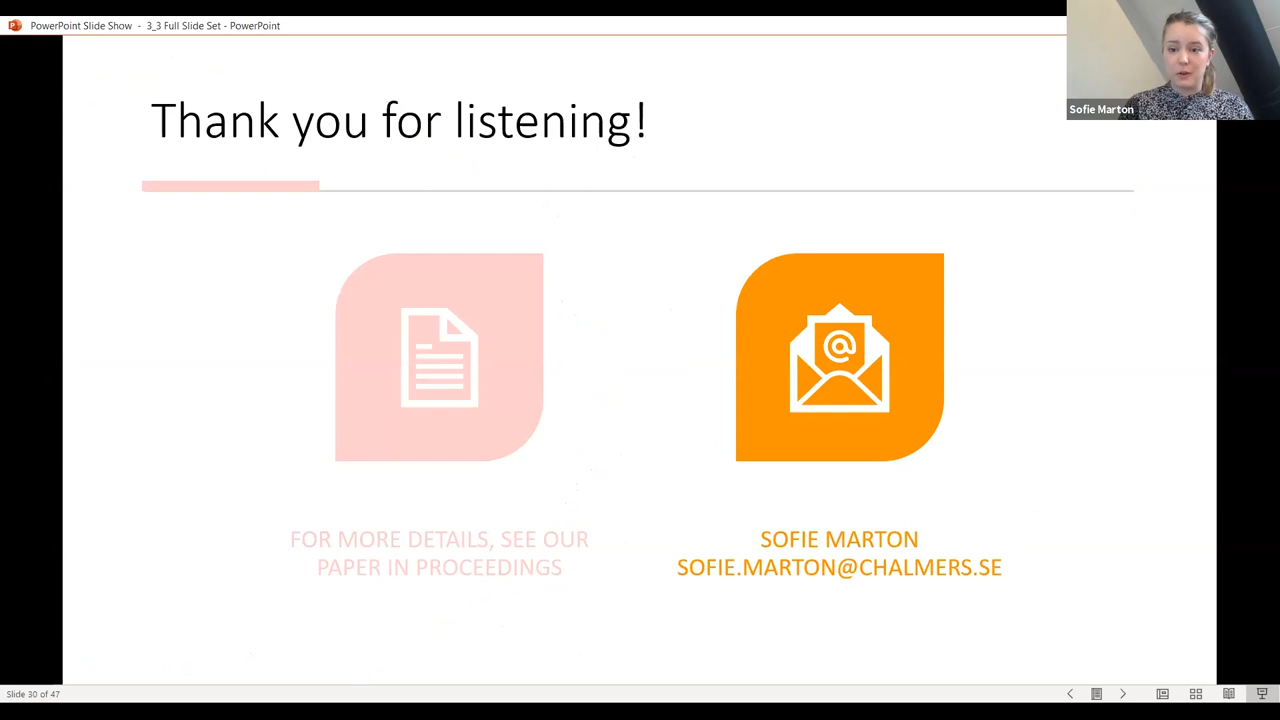 PowerPoint Slide Show - 3_3 Full Slide Set - PowerPoint
Sofie Marton
Thank you for listening!
@
FOR MORE DETAILS, SEE OUR
PAPER IN PROCEEDINGS
SOFIE MARTON
SOFIE.MARTON@CHALMERS.SE
Slide 30 of 47